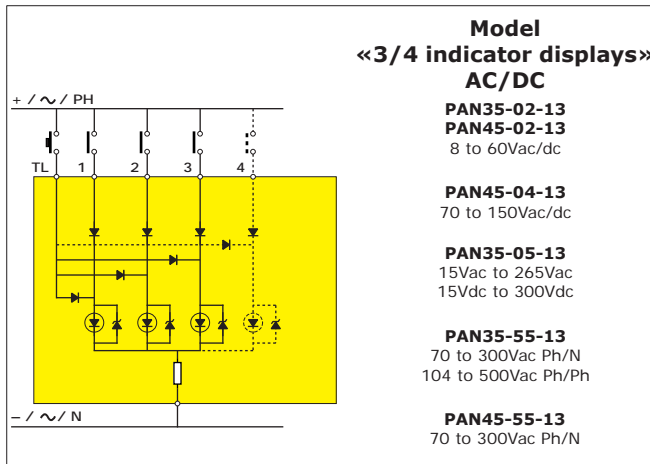 Model
«3/4 indicator displays»
AC/DC
+ / ~ / PH
TL 1 2 3 4
− / ~ / N
PAN35-02-13
PAN45-02-13
8 to 60Vac/dc
PAN45-04-13
70 to 150Vac/dc
PAN35-05-13
15Vac to 265Vac
15Vdc to 300Vdc
PAN35-55-13
70 to 300Vac Ph/N
104 to 500Vac Ph/Ph
PAN45-55-13
70 to 300Vac Ph/N